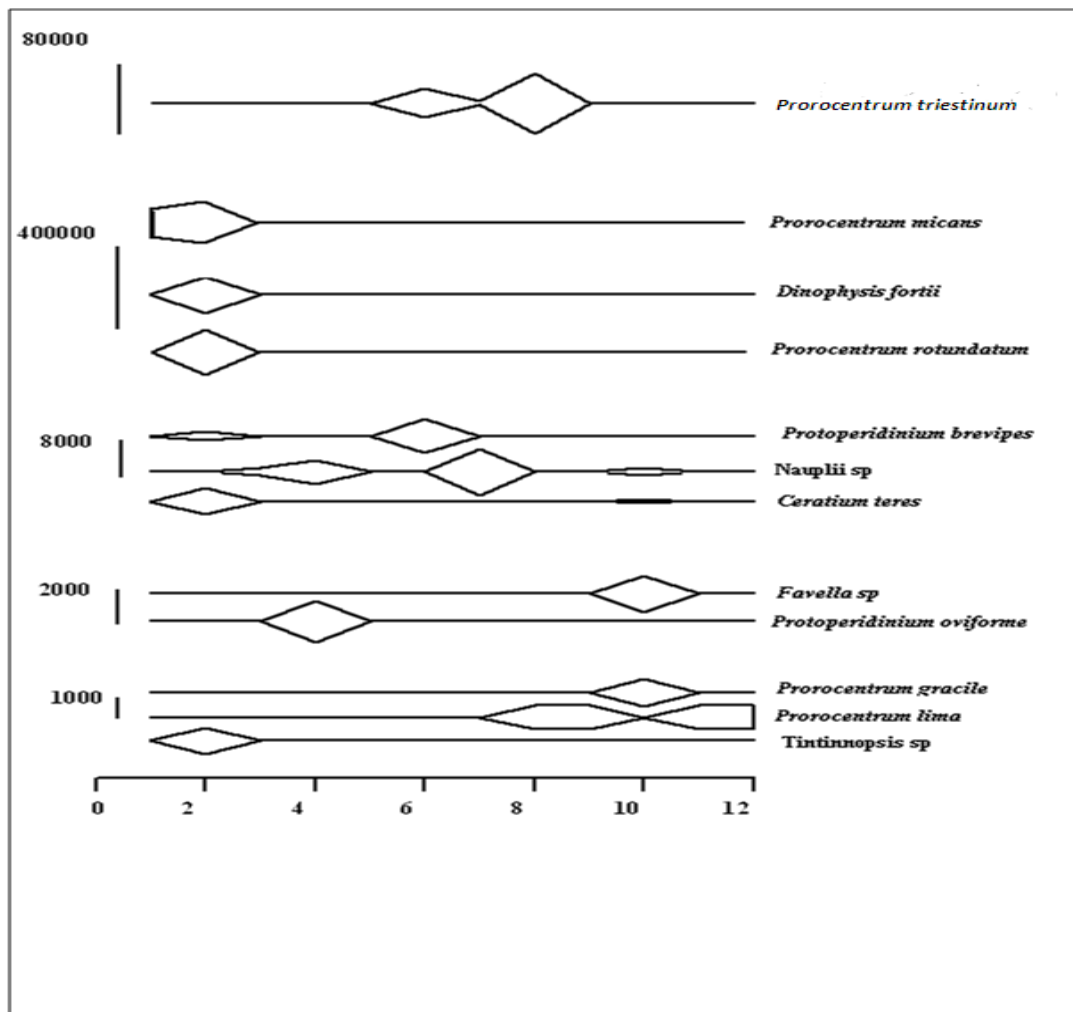 80000
Prorocentrum triestinum
Prorocentrum micans
400000
Dinophysis fortii
Prorocentrum rotundatum
Protoperidinium brevipes
8000
Nauplii sp
Ceratium teres
2000
Favella sp
Protoperidinium oviforme
Prorocentrum gracile
1000
Prorocentrum lima
Tintinnopsis sp
0 2 4 6 8 10 12